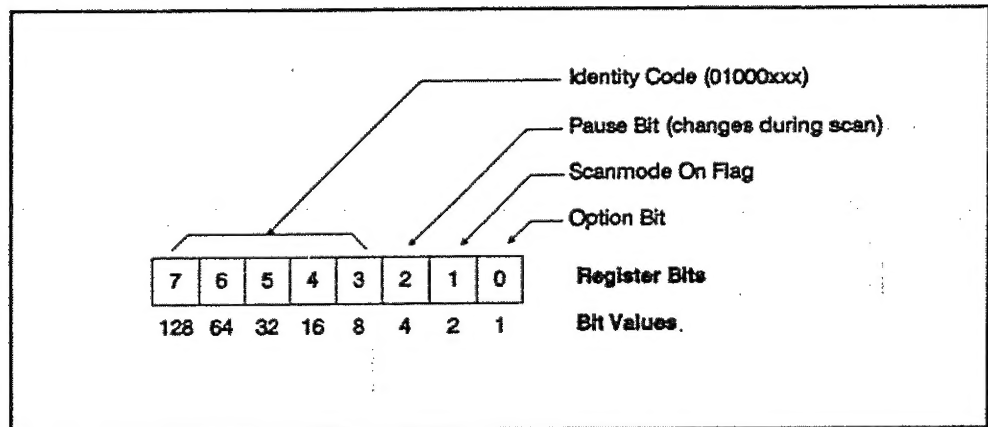 Identity Code (01000xxx)
Pause Bit (changes during scan)
Scanmode On Flag
Option Bit
7 6 5 4 3 2 1 0 Register Bits
128 64 32 16 8 4 2 1 Bit Values.